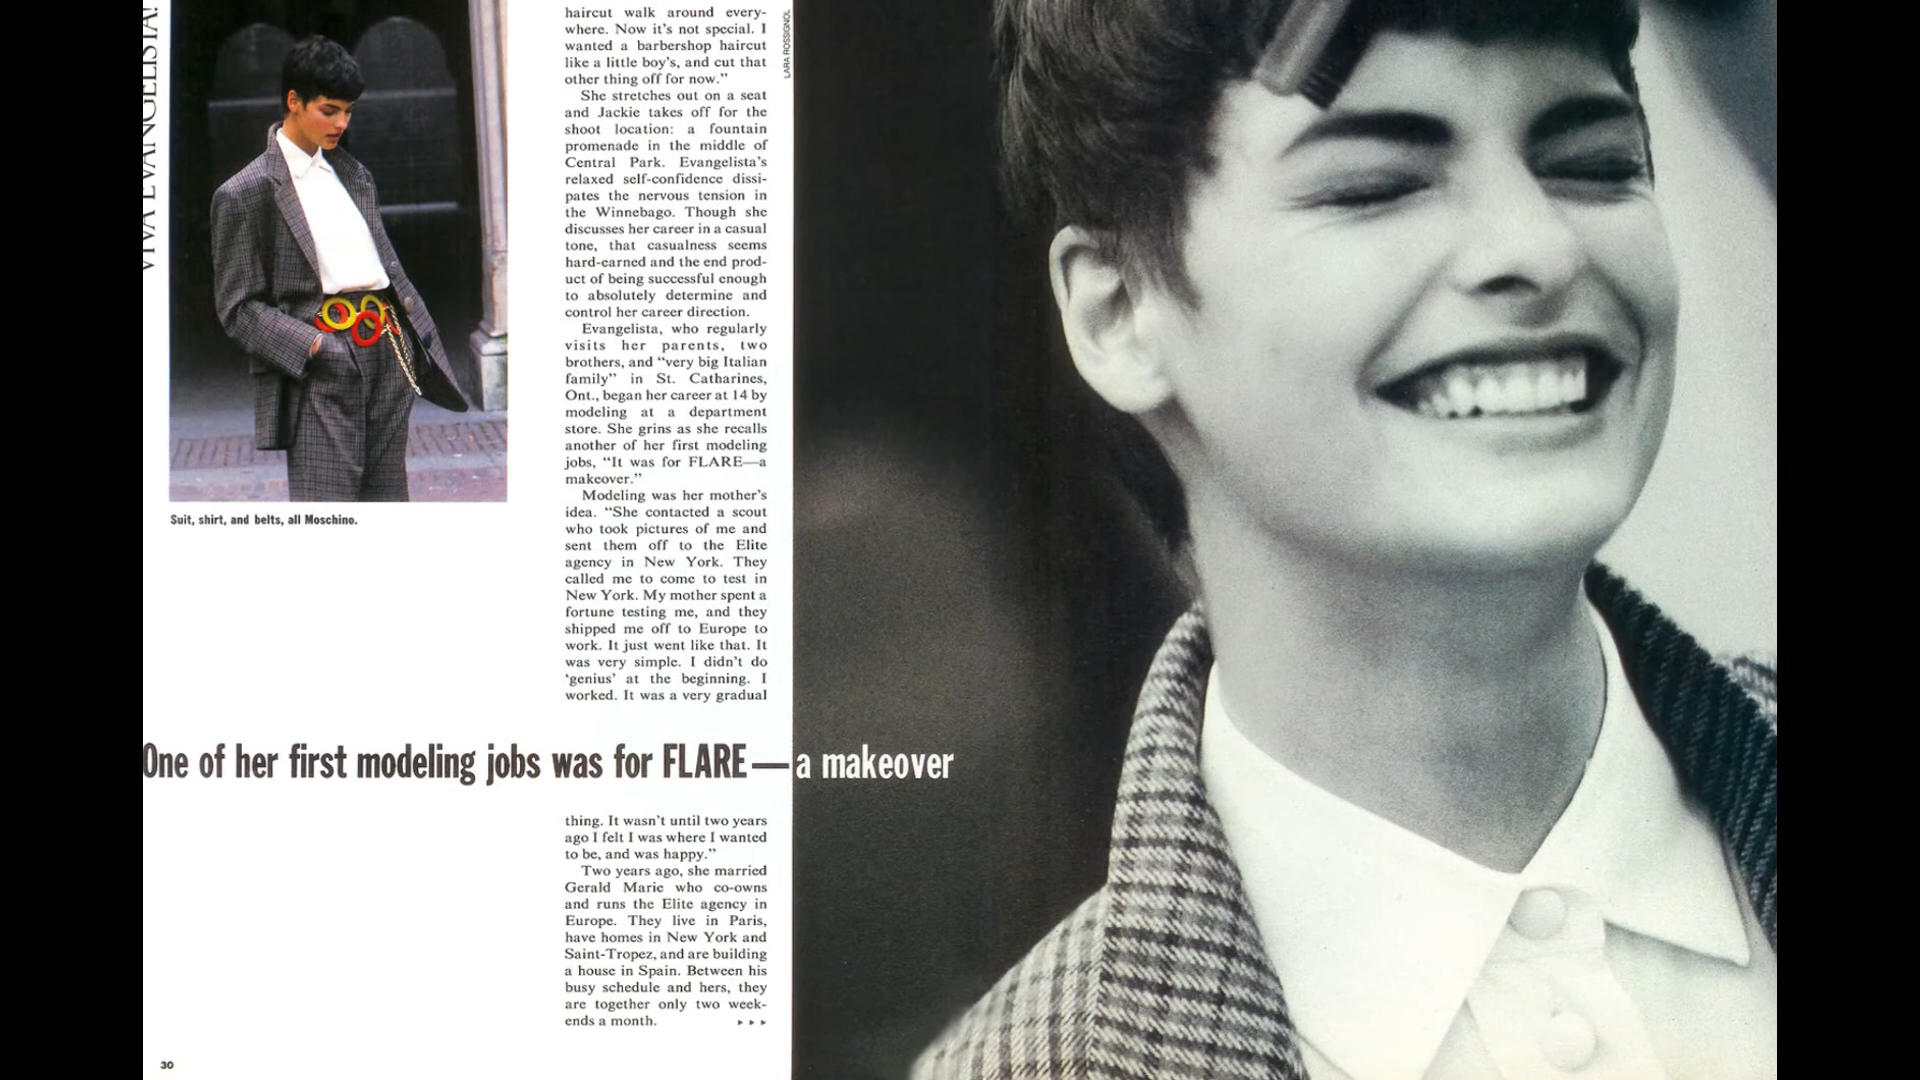 VIVA EVANGELISTA!
Suit, shirt, and belts, all Moschino.
haircut walk around every-
where. Now it's not special. I
wanted a barbershop haircut
like a little boy's, and cut that
other thing off for now.”
She stretches out on a seat
and Jackie takes off for the
shoot location: a fountain
promenade in the middle of
Central Park. Evangelista's
relaxed self-confidence dissi-
pates the nervous tension in
the Winnebago. Though she
discusses her career in a casual
tone, that casualness seems
hard-earned and the end prod-
uct of being successful enough
to absolutely determine and
control her career direction.
Evangelista, who regularly
visits her parents, two
brothers, and “very big Italian
family” in St. Catharines,
Ont., began her career at 14 by
modeling at a department
store. She grins as she recalls
another of her first modeling
jobs, “It was for FLARE—a
makeover.”
Modeling was her mother's
idea. “She contacted a scout
who took pictures of me and
sent them off to the Elite
agency in New York. They
called me to come to test in
New York. My mother spent a
fortune testing me, and they
shipped me off to Europe to
work. It just went like that. It
was very simple. I didn't do
‘genius’ at the beginning. I
worked. It was a very gradual
LARA ROSSIGNOL
One of her first modeling jobs was for FLARE—a makeover
thing. It wasn't until two years
ago I felt I was where I wanted
to be, and was happy.”
Two years ago, she married
Gerald Marie who co-owns
and runs the Elite agency in
Europe. They live in Paris,
have homes in New York and
Saint-Tropez, and are building
a house in Spain. Between his
busy schedule and hers, they
are together only two week-
ends a month. ►►►
30